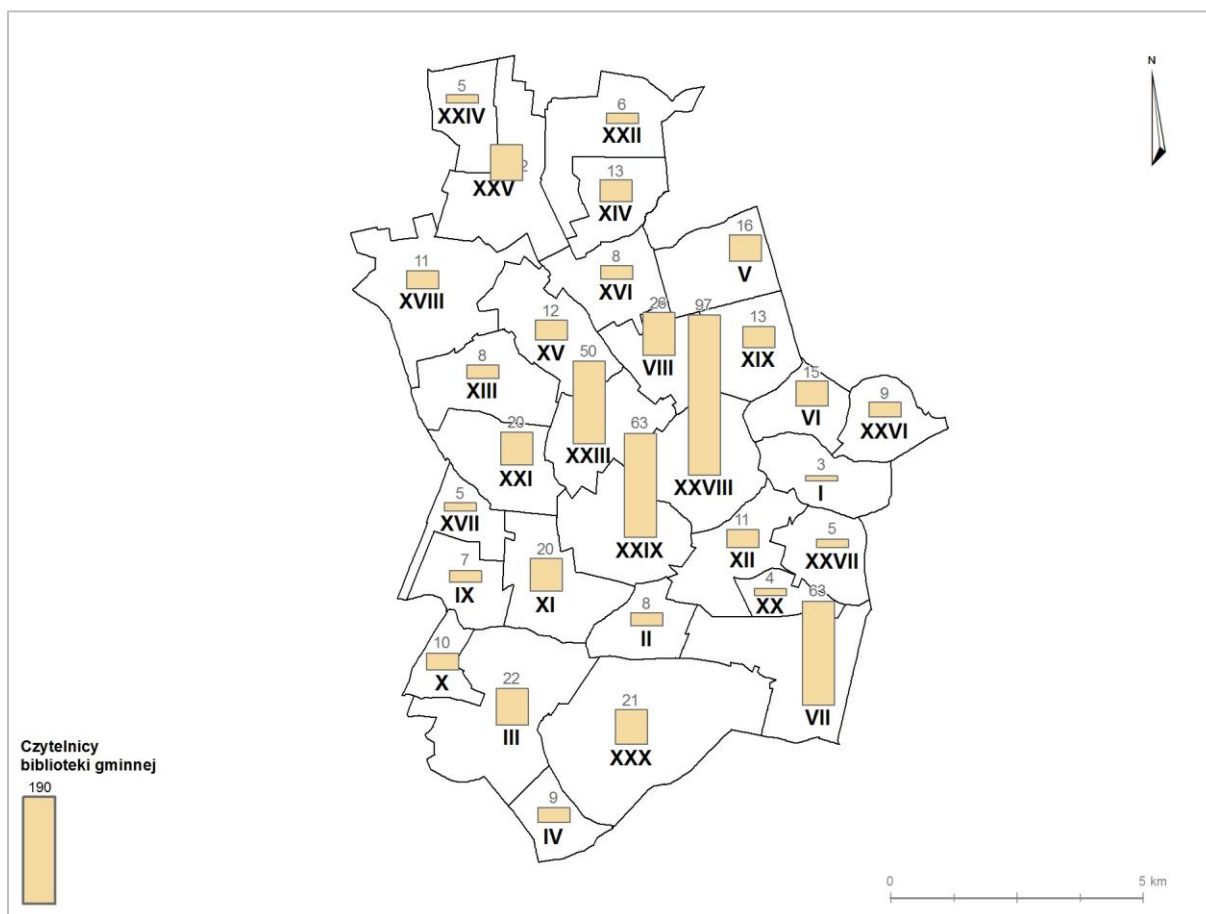 N
5
XXIV
6
XXII
XXV
13
XIV
16
V
11
XVIII
8
XVI
26
97
13
XIX
12
XV
VIII
50
8
XIII
15
VI
9
XXVI
20
XXI
XXIII
63
XXVIII
3
I
5
XVII
XXIX
11
XII
5
XXVII
7
IX
20
XI
4
XX
63
8
II
10
X
22
III
21
XXX
VII
9
IV
Czytelnicy
biblioteki gminnej
190
0
5 km